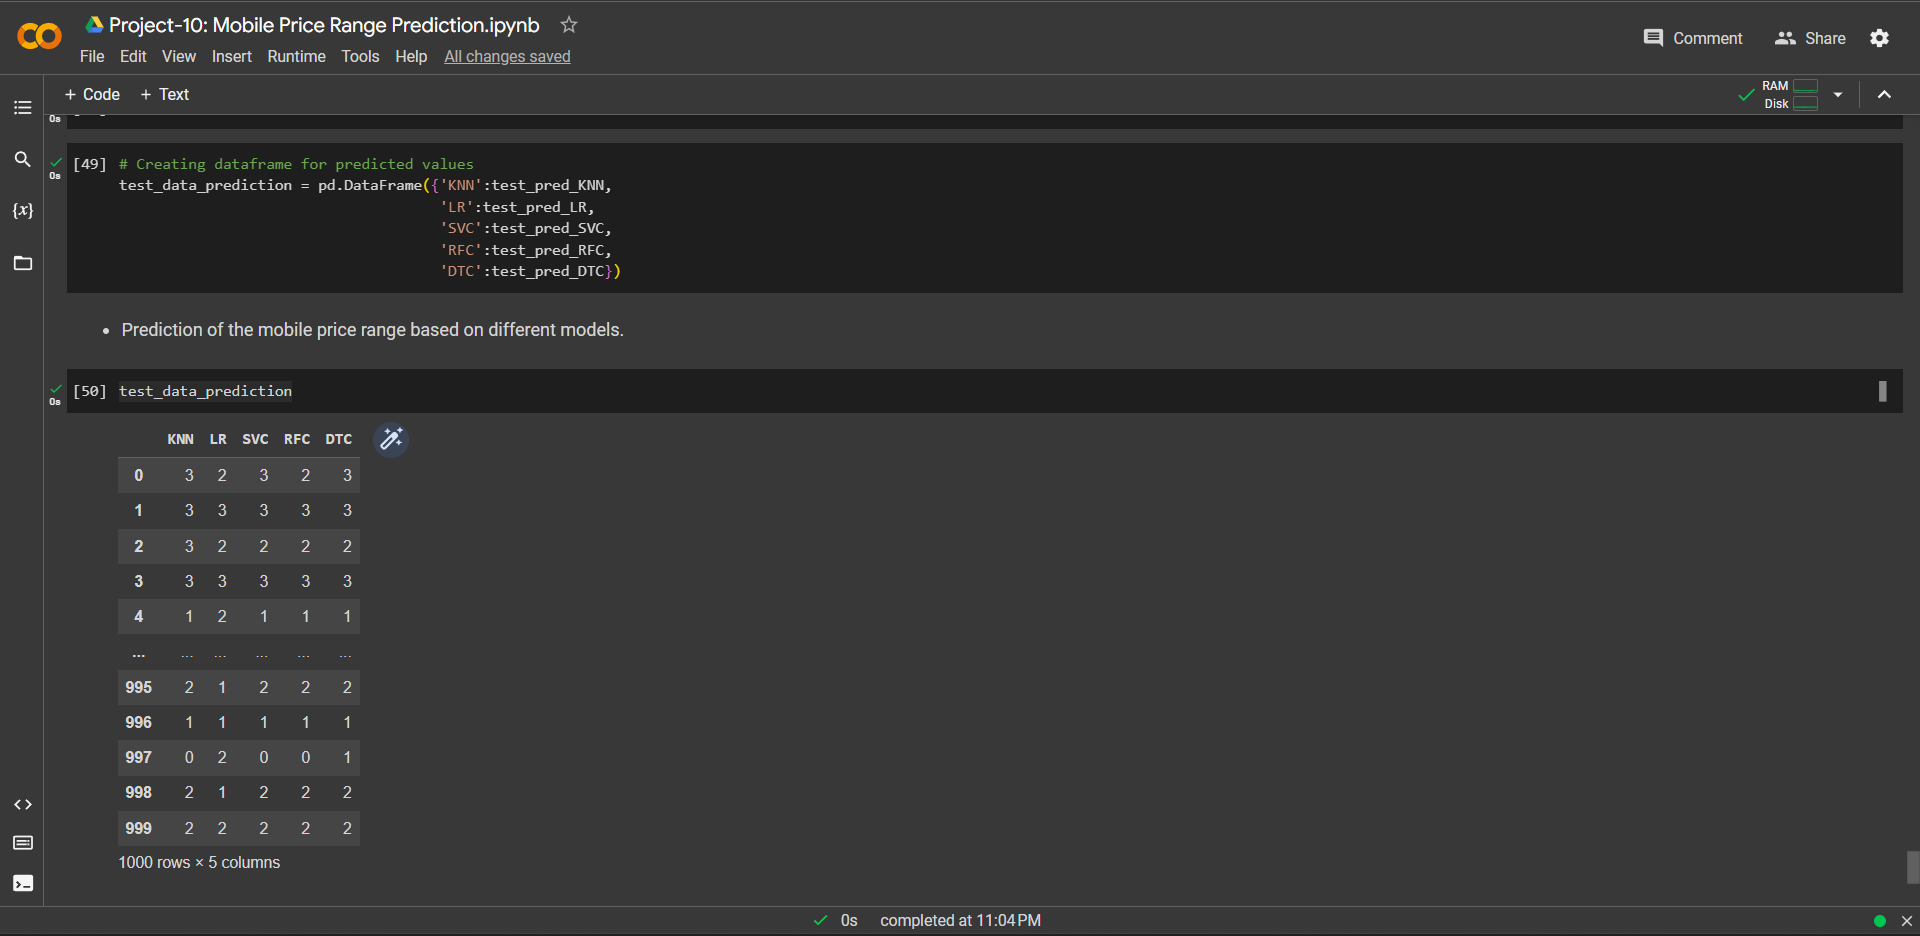 Project-10: Mobile Price Range Prediction.ipynb
File Edit View Insert Runtime Tools Help All changes saved
Comment Share
+ Code + Text
RAM
Disk
0s
[49] # Creating dataframe for predicted values
0s
test_data_prediction = pd.DataFrame({'KNN':test_pred_KNN,
'LR':test_pred_LR,
'SVC':test_pred_SVC,
'RFC':test_pred_RFC,
'DTC':test_pred_DTC})
{x}
• Prediction of the mobile price range based on different models.
[50] test_data_prediction
0s
KNN LR SVC RFC DTC
0 3 2 3 2 3
1 3 3 3 3 3
2 3 2 2 2 2
3 3 3 3 3 3
4 1 2 1 1 1
... ... ... ... ... ...
995 2 1 2 2 2
996 1 1 1 1 1
997 0 2 0 0 1
998 2 1 2 2 2
999 2 2 2 2 2
1000 rows × 5 columns
0s completed at 11:04 PM